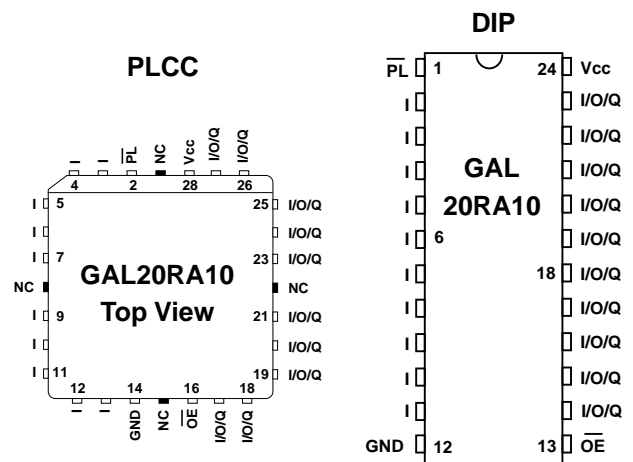 PLCC
I I PL NC Vcc I/O/Q I/O/Q
4 2 28 26
I 5 25 I/O/Q
I I/O/Q
I 7 23 I/O/Q
GAL20RA10
NC NC
Top View
I 9 21 I/O/Q
I I/O/Q
I 11 19 I/O/Q
12 14 16 18
I I GND NC OE I/O/Q I/O/Q
DIP
PL 1 24 Vcc
I I/O/Q
I I/O/Q
I I/O/Q
GAL
I I/O/Q
20RA10
I 6 I/O/Q
I 18 I/O/Q
I I/O/Q
I I/O/Q
I I/O/Q
I I/O/Q
GND 12 13 OE